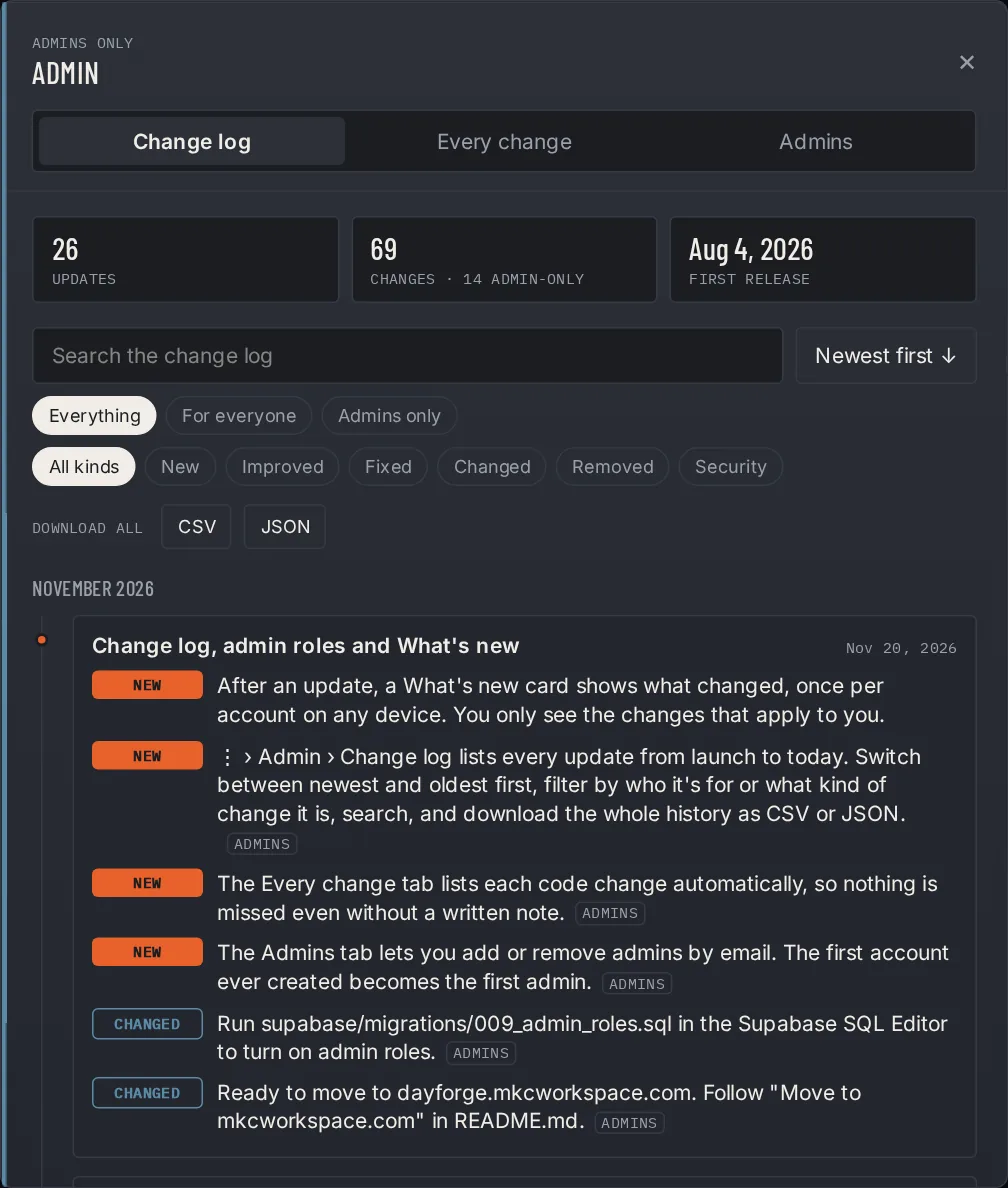 ADMINS ONLY
ADMIN
×
Change log
Every change
Admins
26
UPDATES
69
CHANGES · 14 ADMIN-ONLY
Aug 4, 2026
FIRST RELEASE
Search the change log
Newest first ↓
Everything
For everyone
Admins only
All kinds
New
Improved
Fixed
Changed
Removed
Security
DOWNLOAD ALL
CSV
JSON
NOVEMBER 2026
Change log, admin roles and What's new
Nov 20, 2026
NEW
After an update, a What's new card shows what changed, once per
account on any device. You only see the changes that apply to you.
NEW
⋮ › Admin › Change log lists every update from launch to today. Switch
between newest and oldest first, filter by who it's for or what kind of
change it is, search, and download the whole history as CSV or JSON.
ADMINS
NEW
The Every change tab lists each code change automatically, so nothing is
missed even without a written note. ADMINS
NEW
The Admins tab lets you add or remove admins by email. The first account
ever created becomes the first admin. ADMINS
CHANGED
Run supabase/migrations/009_admin_roles.sql in the Supabase SQL Editor
to turn on admin roles. ADMINS
CHANGED
Ready to move to dayforge.mkcworkspace.com. Follow "Move to
mkcworkspace.com" in README.md. ADMINS